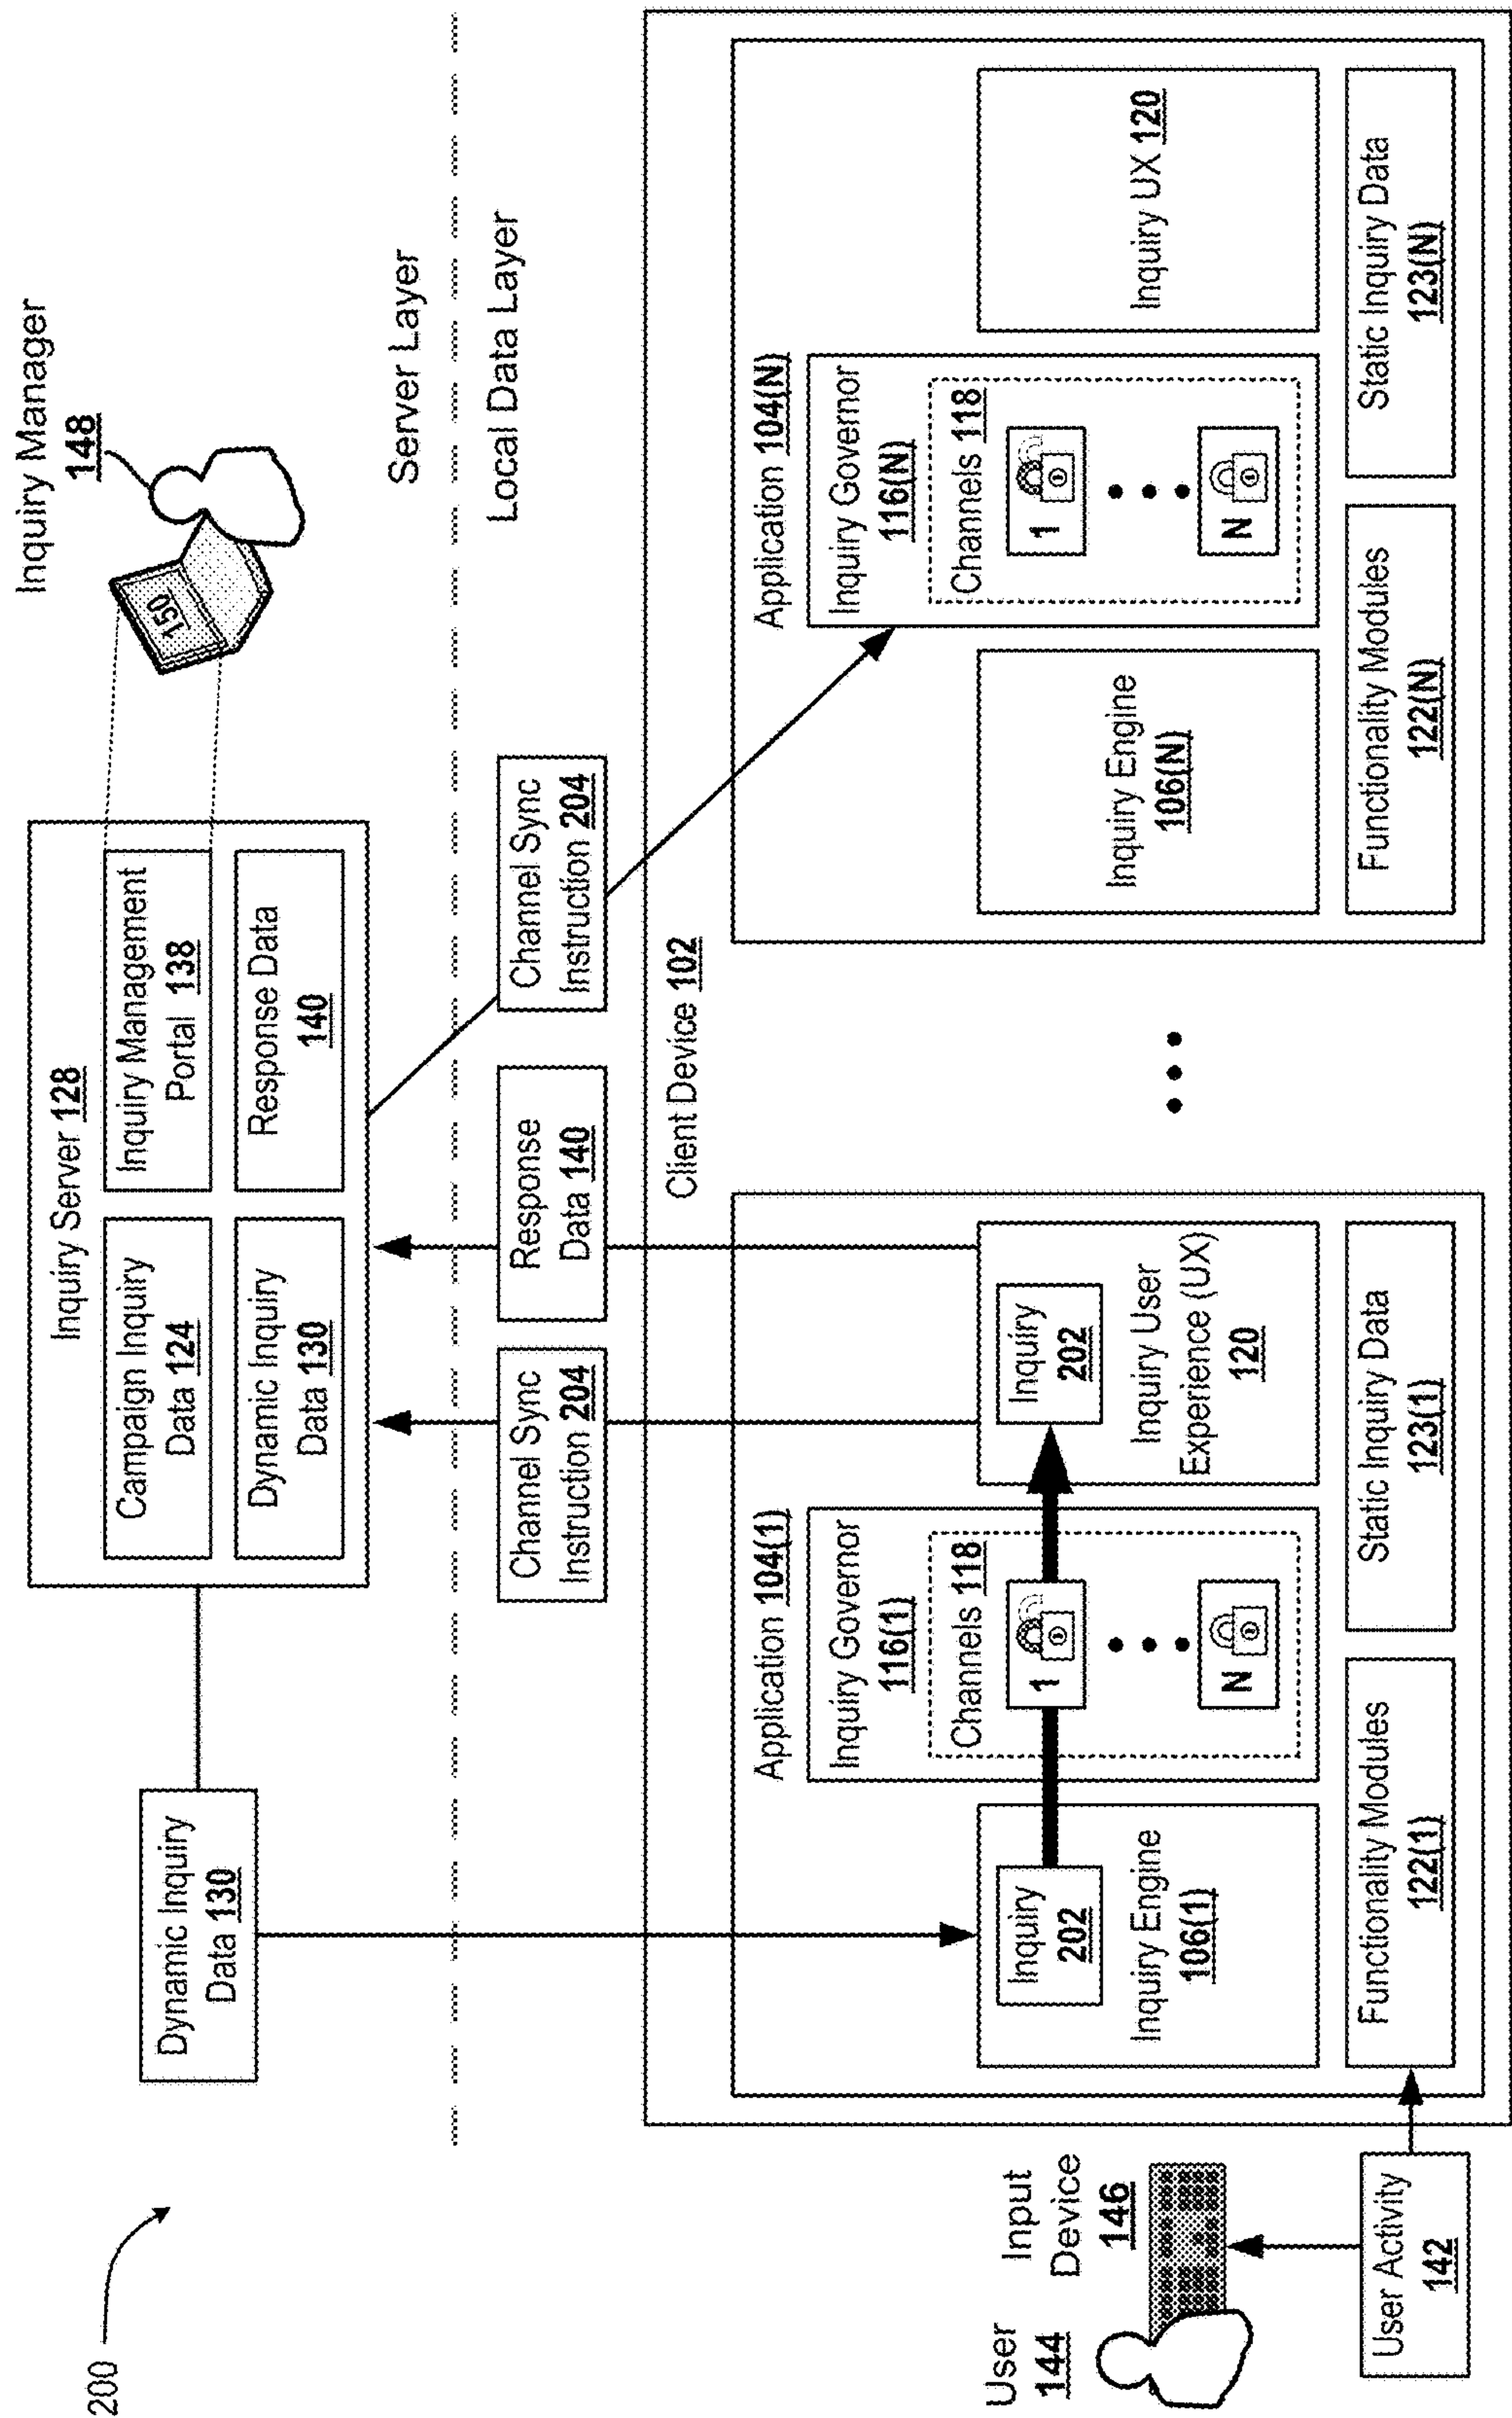 200
Inquiry Manager
148
150
Inquiry Server 128
Campaign Inquiry
Data 124
Inquiry Management
Portal 138
Dynamic Inquiry
Data 130
Response Data
140
Dynamic Inquiry
Data 130
Server Layer
Local Data Layer
Channel Sync
Instruction 204
Response
Data 140
Channel Sync
Instruction 204
Client Device 102
Application 104(1)
Inquiry Governor
116(1)
Channels 118
1
N
Inquiry
202
Inquiry Engine
106(1)
Inquiry
202
Inquiry User
Experience (UX)
120
Functionality Modules
122(1)
Static Inquiry Data
123(1)
Application 104(N)
Inquiry Engine
106(N)
Inquiry Governor
116(N)
Channels 118
1
N
Inquiry UX 120
Functionality Modules
122(N)
Static Inquiry Data
123(N)
User
144
Input
Device
146
User Activity
142